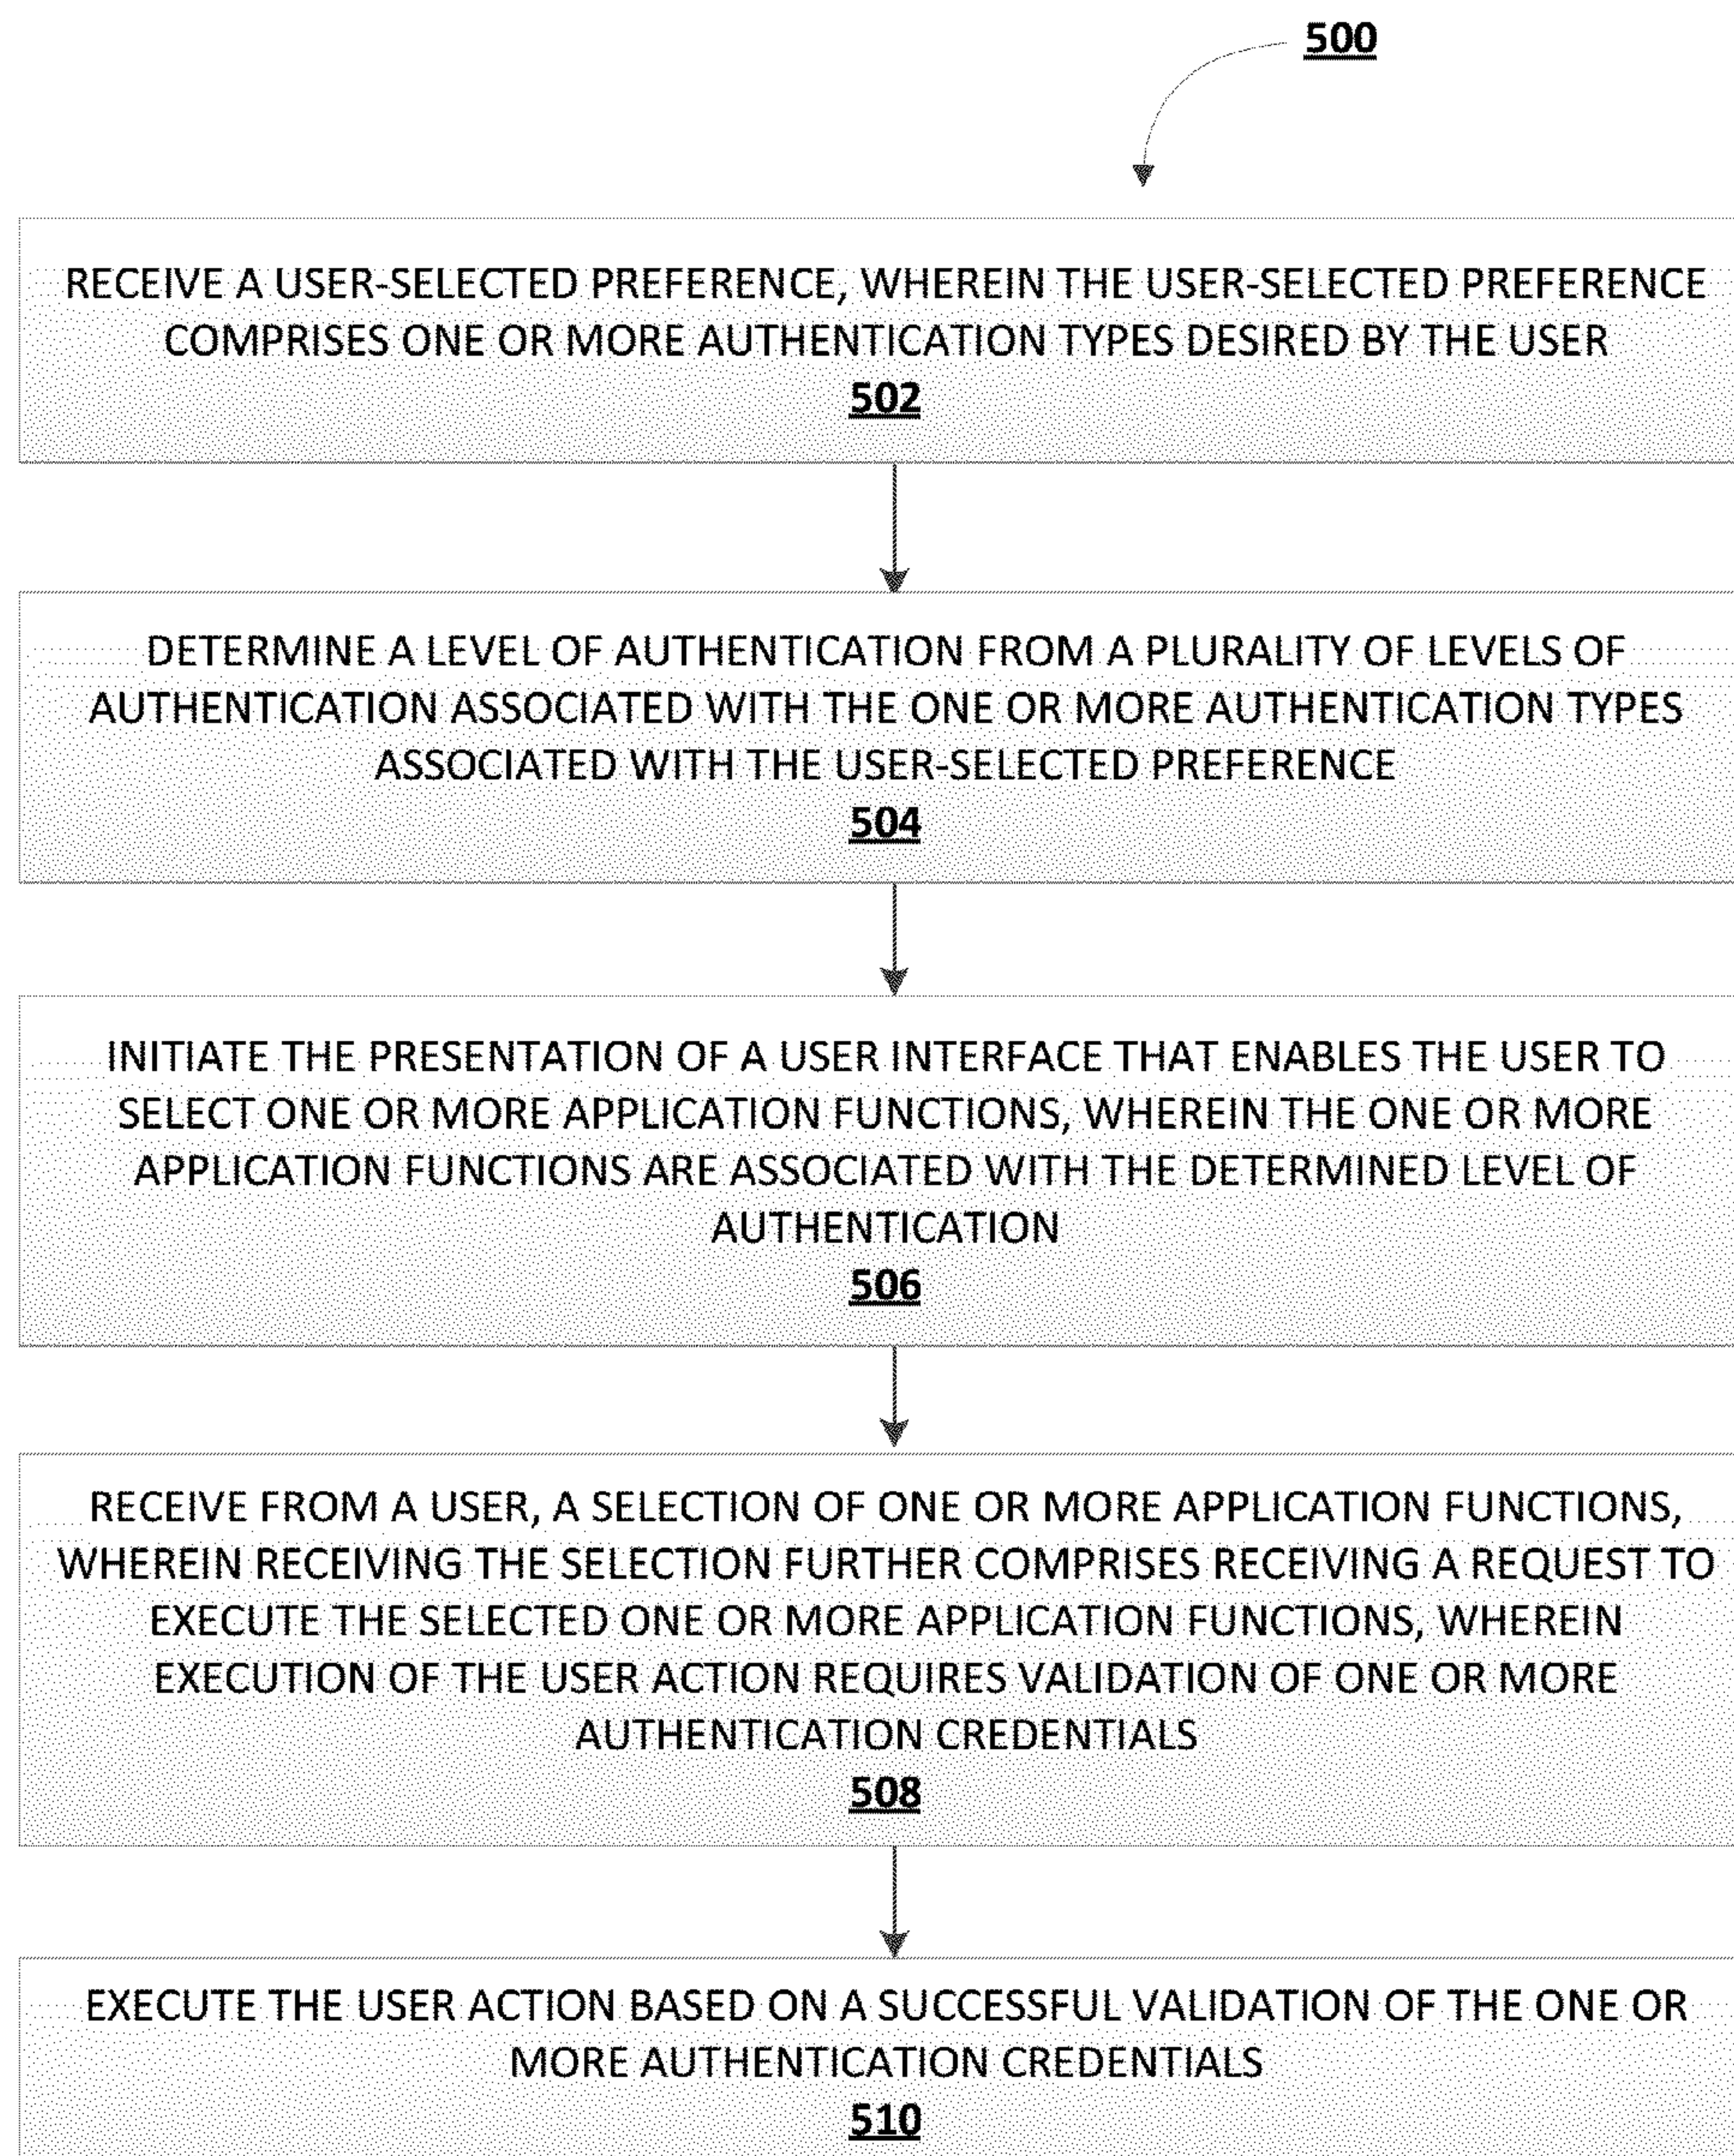 500
RECEIVE A USER-SELECTED PREFERENCE, WHEREIN THE USER-SELECTED PREFERENCE
COMPRISES ONE OR MORE AUTHENTICATION TYPES DESIRED BY THE USER
502
DETERMINE A LEVEL OF AUTHENTICATION FROM A PLURALITY OF LEVELS OF
AUTHENTICATION ASSOCIATED WITH THE ONE OR MORE AUTHENTICATION TYPES
ASSOCIATED WITH THE USER-SELECTED PREFERENCE
504
INITIATE THE PRESENTATION OF A USER INTERFACE THAT ENABLES THE USER TO
SELECT ONE OR MORE APPLICATION FUNCTIONS, WHEREIN THE ONE OR MORE
APPLICATION FUNCTIONS ARE ASSOCIATED WITH THE DETERMINED LEVEL OF
AUTHENTICATION
506
RECEIVE FROM A USER, A SELECTION OF ONE OR MORE APPLICATION FUNCTIONS,
WHEREIN RECEIVING THE SELECTION FURTHER COMPRISES RECEIVING A REQUEST TO
EXECUTE THE SELECTED ONE OR MORE APPLICATION FUNCTIONS, WHEREIN
EXECUTION OF THE USER ACTION REQUIRES VALIDATION OF ONE OR MORE
AUTHENTICATION CREDENTIALS
508
EXECUTE THE USER ACTION BASED ON A SUCCESSFUL VALIDATION OF THE ONE OR
MORE AUTHENTICATION CREDENTIALS
510